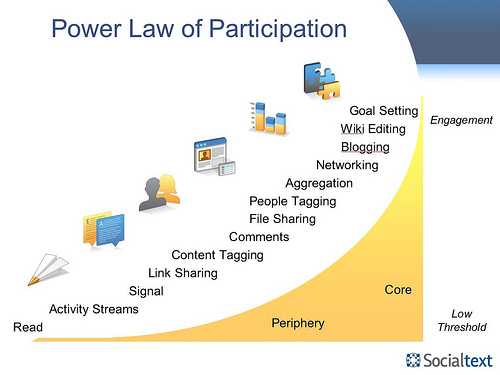 Power Law of Participation
Goal Setting
Wiki Editing
Blogging
Networking
Aggregation
People Tagging
File Sharing
Comments
Content Tagging
Link Sharing
Signal
Activity Streams
Read
Engagement
Core
Periphery
Low
Threshold
Socialtext